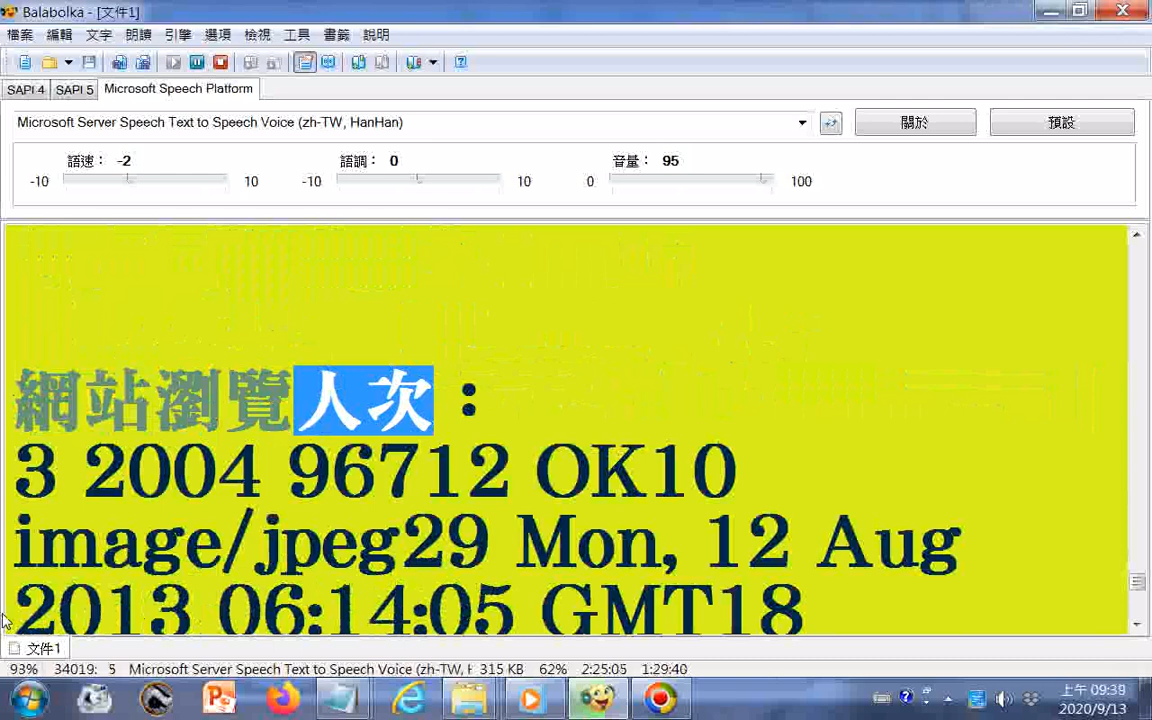 Balabolka - [文件1]
檔案 編輯 文字 朗讀 引擎 選項 檢視 工具 書籤 說明
SAPI 4 SAPI 5 Microsoft Speech Platform
Microsoft Server Speech Text to Speech Voice (zh-TW, HanHan) 關於 預設
語速： -2 語調： 0 音量： 95
-10 10 -10 10 0 100
網站瀏覽人次：
3 2004 96712 OK10
image/jpeg29 Mon, 12 Aug
2013 06:14:05 GMT18
文件1
93% 34019: 5 Microsoft Server Speech Text to Speech Voice (zh-TW, H 315 KB 62% 2:25:05 1:29:40
上午 09:39
2020/9/13